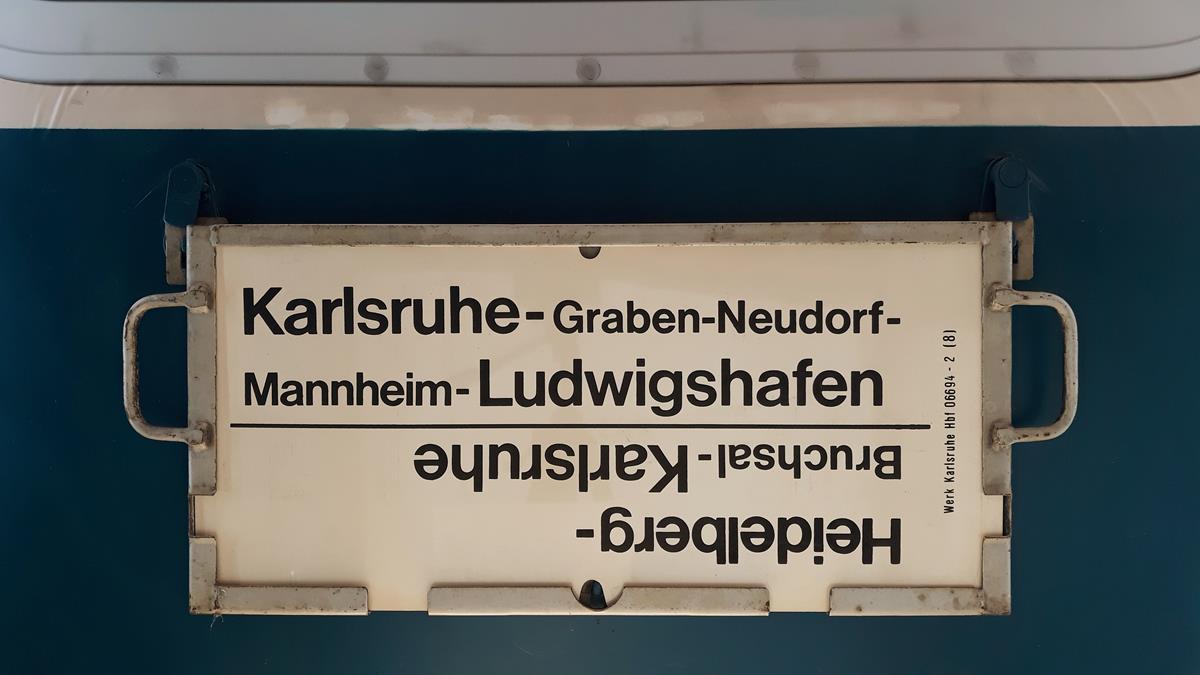 Karlsruhe-Graben-Neudorf-
Mannheim-Ludwigshafen
Heidelberg-
Bruchsal-Karlsruhe
Werk Karlsruhe Hbf 06694 - 2 (8)